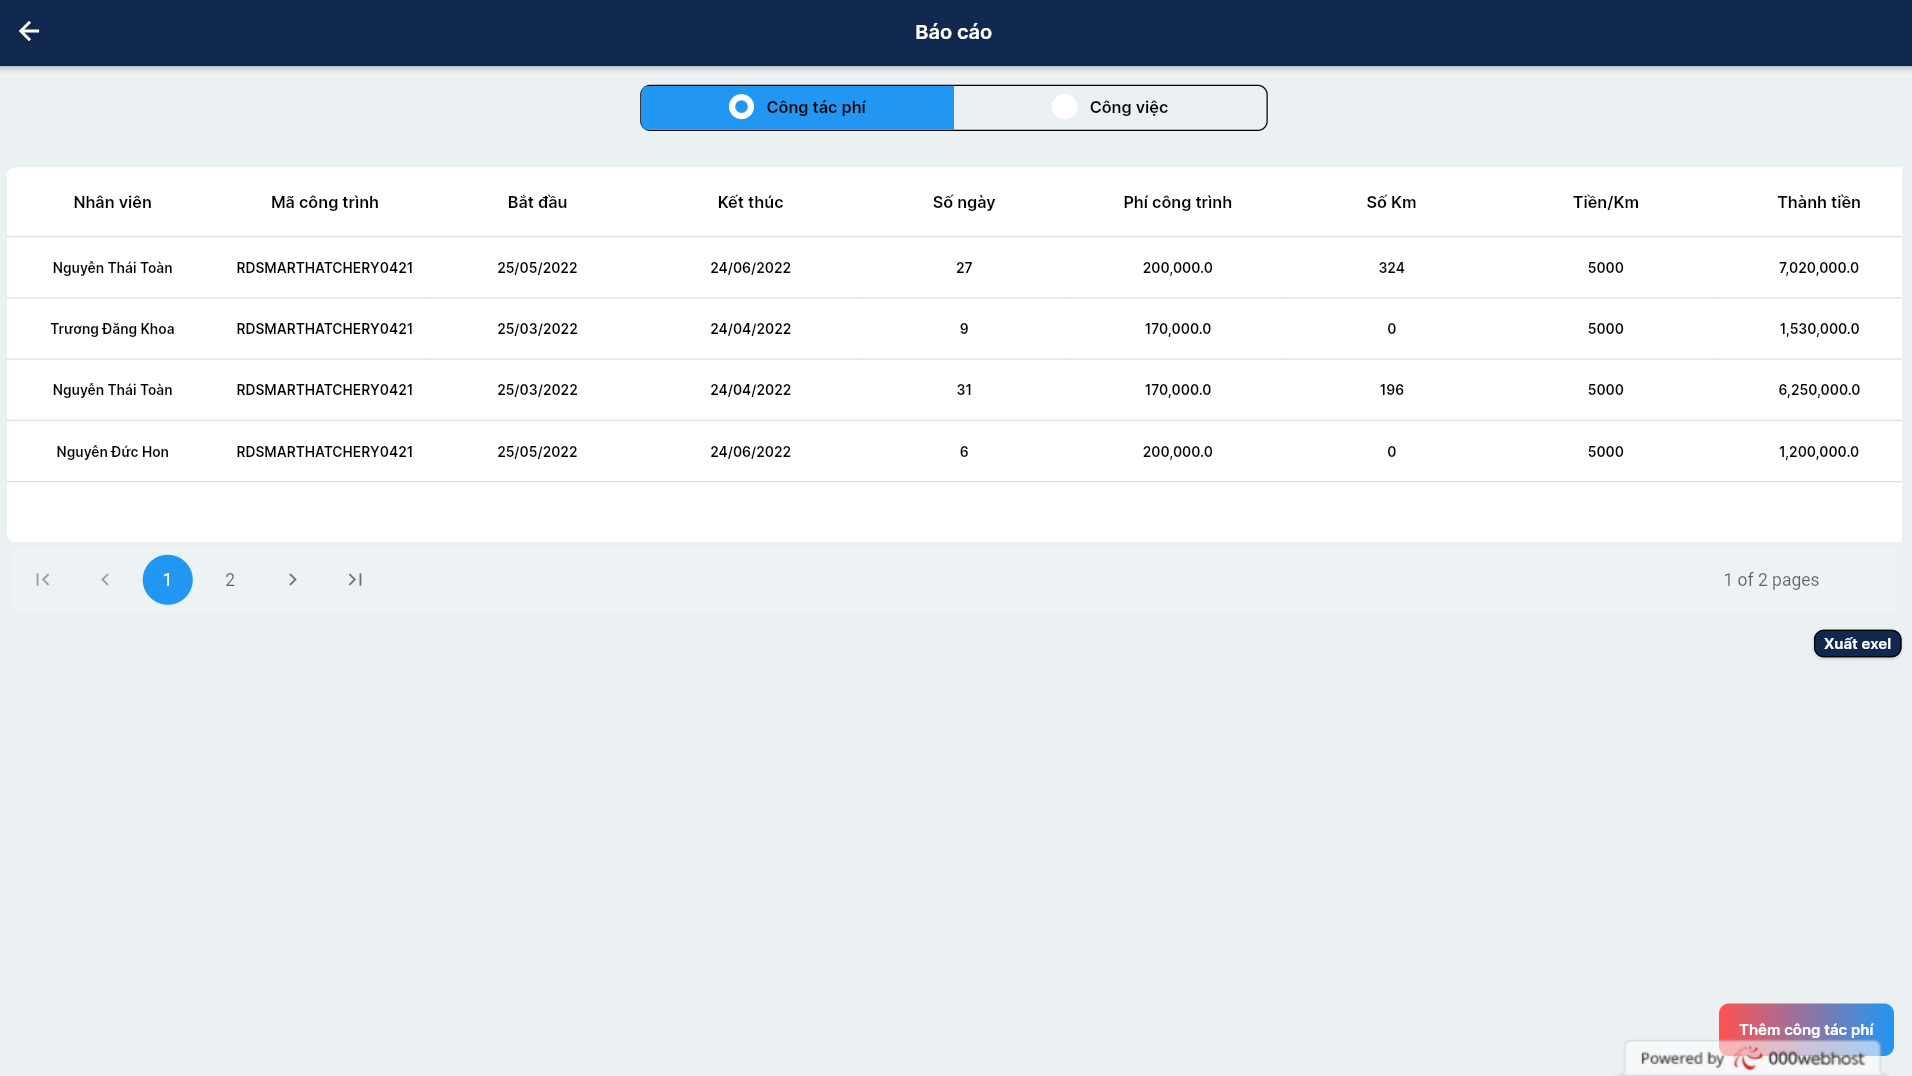 Báo cáo
Công tác phí Công việc
Nhân viên Mã công trình Bắt đầu Kết thúc Số ngày Phí công trình Số Km Tiền/Km Thành tiền
Nguyễn Thái Toàn RDSMARTHATCHERY0421 25/05/2022 24/06/2022 27 200,000.0 324 5000 7,020,000.0
Trương Đăng Khoa RDSMARTHATCHERY0421 25/03/2022 24/04/2022 9 170,000.0 0 5000 1,530,000.0
Nguyễn Thái Toàn RDSMARTHATCHERY0421 25/03/2022 24/04/2022 31 170,000.0 196 5000 6,250,000.0
Nguyễn Đức Hon RDSMARTHATCHERY0421 25/05/2022 24/06/2022 6 200,000.0 0 5000 1,200,000.0
1 2 1 of 2 pages
Xuất exel
Thêm công tác phí
Powered by 000webhost